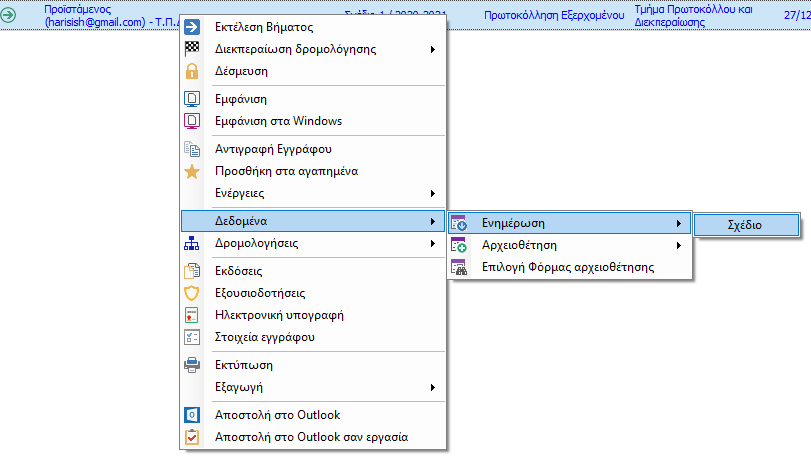 Προϊστάμενος
(harisish@gmail.com) - Τ.Π.Δ
Σχέδιο 1 / 2020-2021
Πρωτοκόλληση Εξερχομένου
Τμήμα Πρωτοκόλλου και
Διεκπεραίωσης
27/12
Εκτέλεση Βήματος
Διεκπεραίωση δρομολόγησης
Δέσμευση
Εμφάνιση
Εμφάνιση στα Windows
Αντιγραφή Εγγράφου
Προσθήκη στα αγαπημένα
Ενέργειες
Δεδομένα
Δρομολογήσεις
Εκδόσεις
Εξουσιοδοτήσεις
Ηλεκτρονική υπογραφή
Στοιχεία εγγράφου
Εκτύπωση
Εξαγωγή
Αποστολή στο Outlook
Αποστολή στο Outlook σαν εργασία
Ενημέρωση
Αρχειοθέτηση
Επιλογή Φόρμας αρχειοθέτησης
Σχέδιο